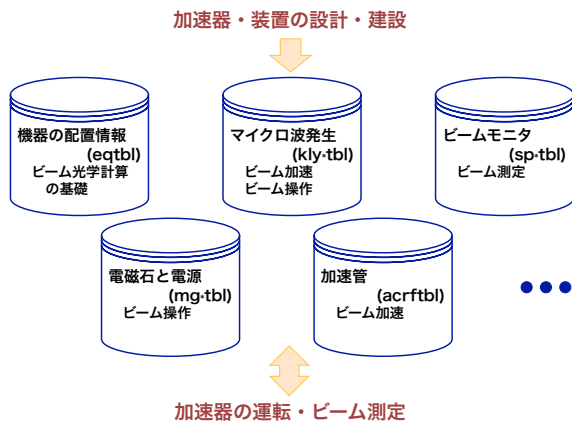 加速器・装置の設計・建設
機器の配置情報
(eqtbl)
ビーム光学計算
の基礎
マイクロ波発生
(kly*tbl)
ビーム加速
ビーム操作
ビームモニタ
(sp*tbl)
ビーム測定
電磁石と電源
(mg*tbl)
ビーム操作
加速管
(acrftbl)
ビーム加速
加速器の運転・ビーム測定